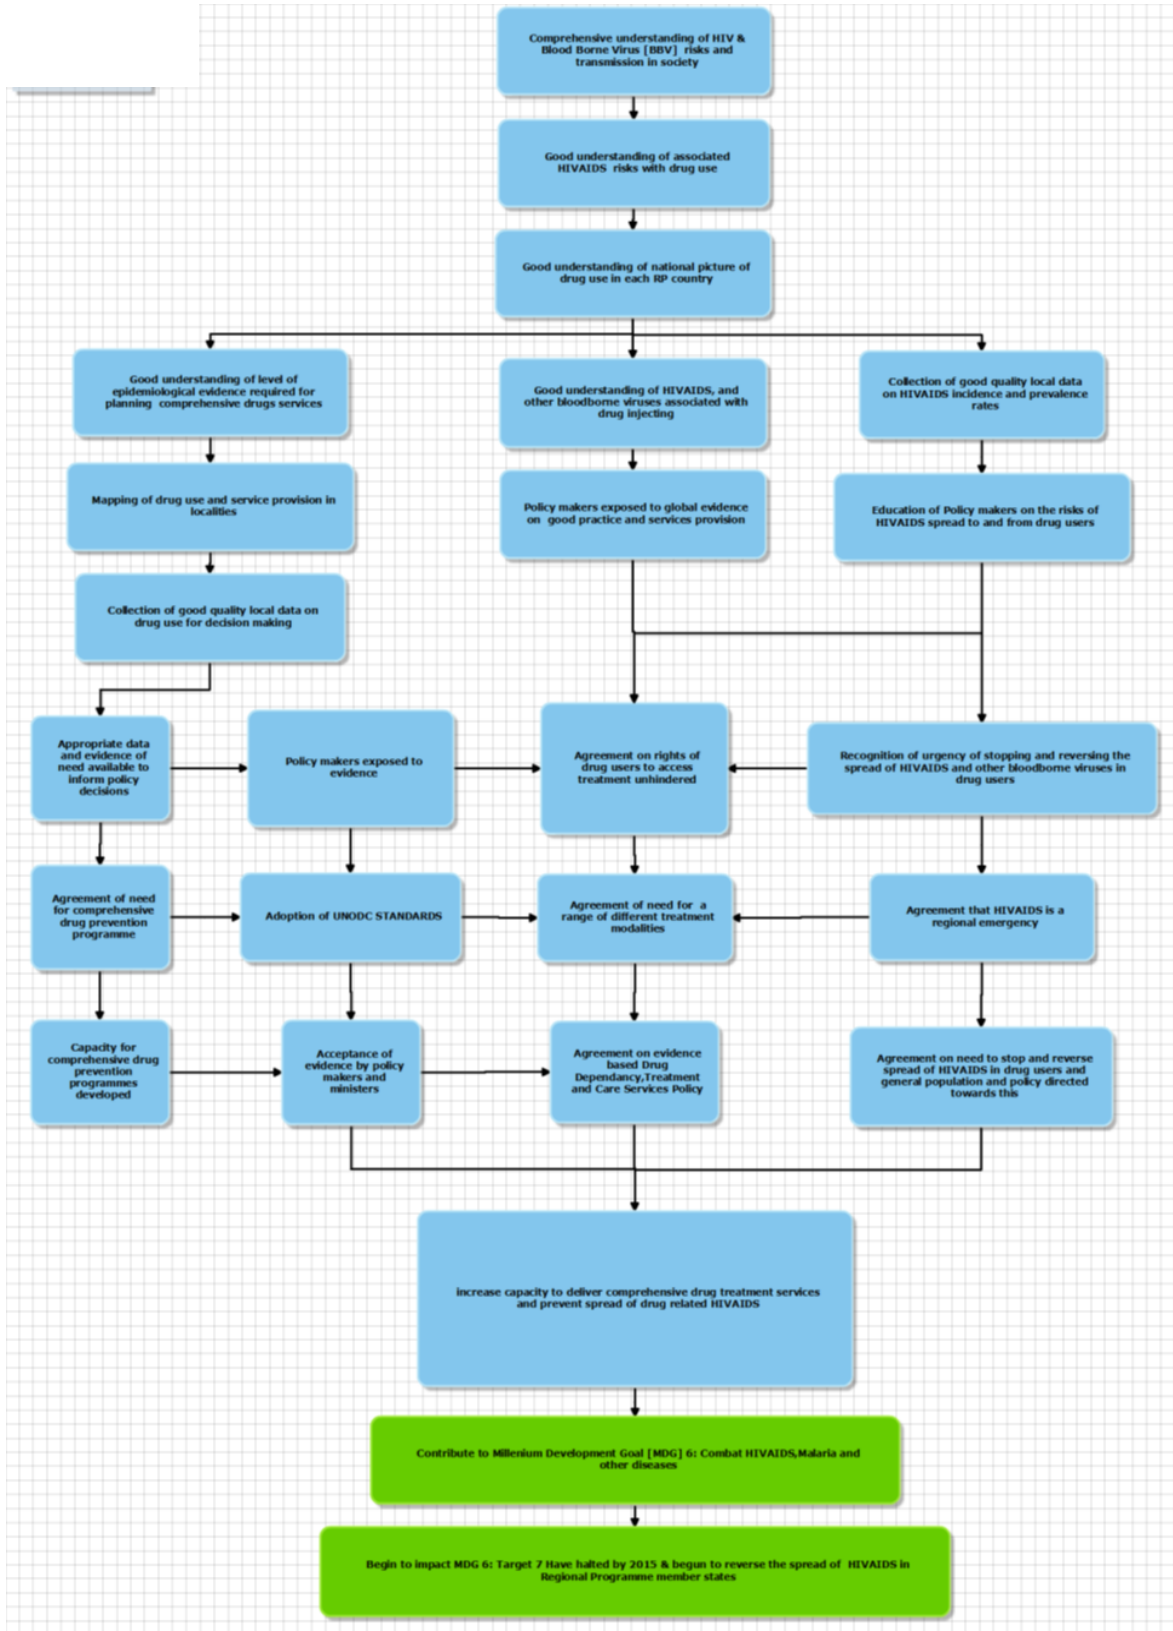 Comprehensive understanding of HIV &
Blood Borne Virus [BBV] risks and
transmission in society
Good understanding of associated
HIVAIDS risks with drug use
Good understanding of national picture of
drug use in each RP country
Good understanding of level of
epidemiological evidence required for
planning comprehensive drugs services
Good understanding of HIVAIDS, and
other bloodborne viruses associated with
drug injecting
Collection of good quality local data
on HIVAIDS incidence and prevalence
rates
Mapping of drug use and service provision in
localities
Policy makers exposed to global evidence
on good practice and services provision
Education of Policy makers on the risks of
HIVAIDS spread to and from drug users
Collection of good quality local data on
drug use for decision making
Appropriate data
and evidence of
need available to
inform policy
decisions
Policy makers exposed to
evidence
Agreement on rights of
drug users to access
treatment unhindered
Recognition of urgency of stopping and reversing the
spread of HIVAIDS and other bloodborne viruses in
drug users
Agreement of need
for comprehensive
drug prevention
programme
Adoption of UNODC STANDARDS
Agreement of need for a
range of different treatment
modalities
Agreement that HIVAIDS is a
regional emergency
Capacity for
comprehensive drug
prevention
programmes
developed
Acceptance of
evidence by policy
makers and
ministers
Agreement on evidence
based Drug
Dependancy,Treatment
and Care Services Policy
Agreement on need to stop and reverse
spread of HIVAIDS in drug users and
general population and policy directed
towards this
increase capacity to deliver comprehensive drug treatment services
and prevent spread of drug related HIVAIDS
Contribute to Millenium Development Goal [MDG] 6: Combat HIVAIDS,Malaria and
other diseases
Begin to impact MDG 6: Target 7 Have halted by 2015 & begun to reverse the spread of HIVAIDS in
Regional Programme member states